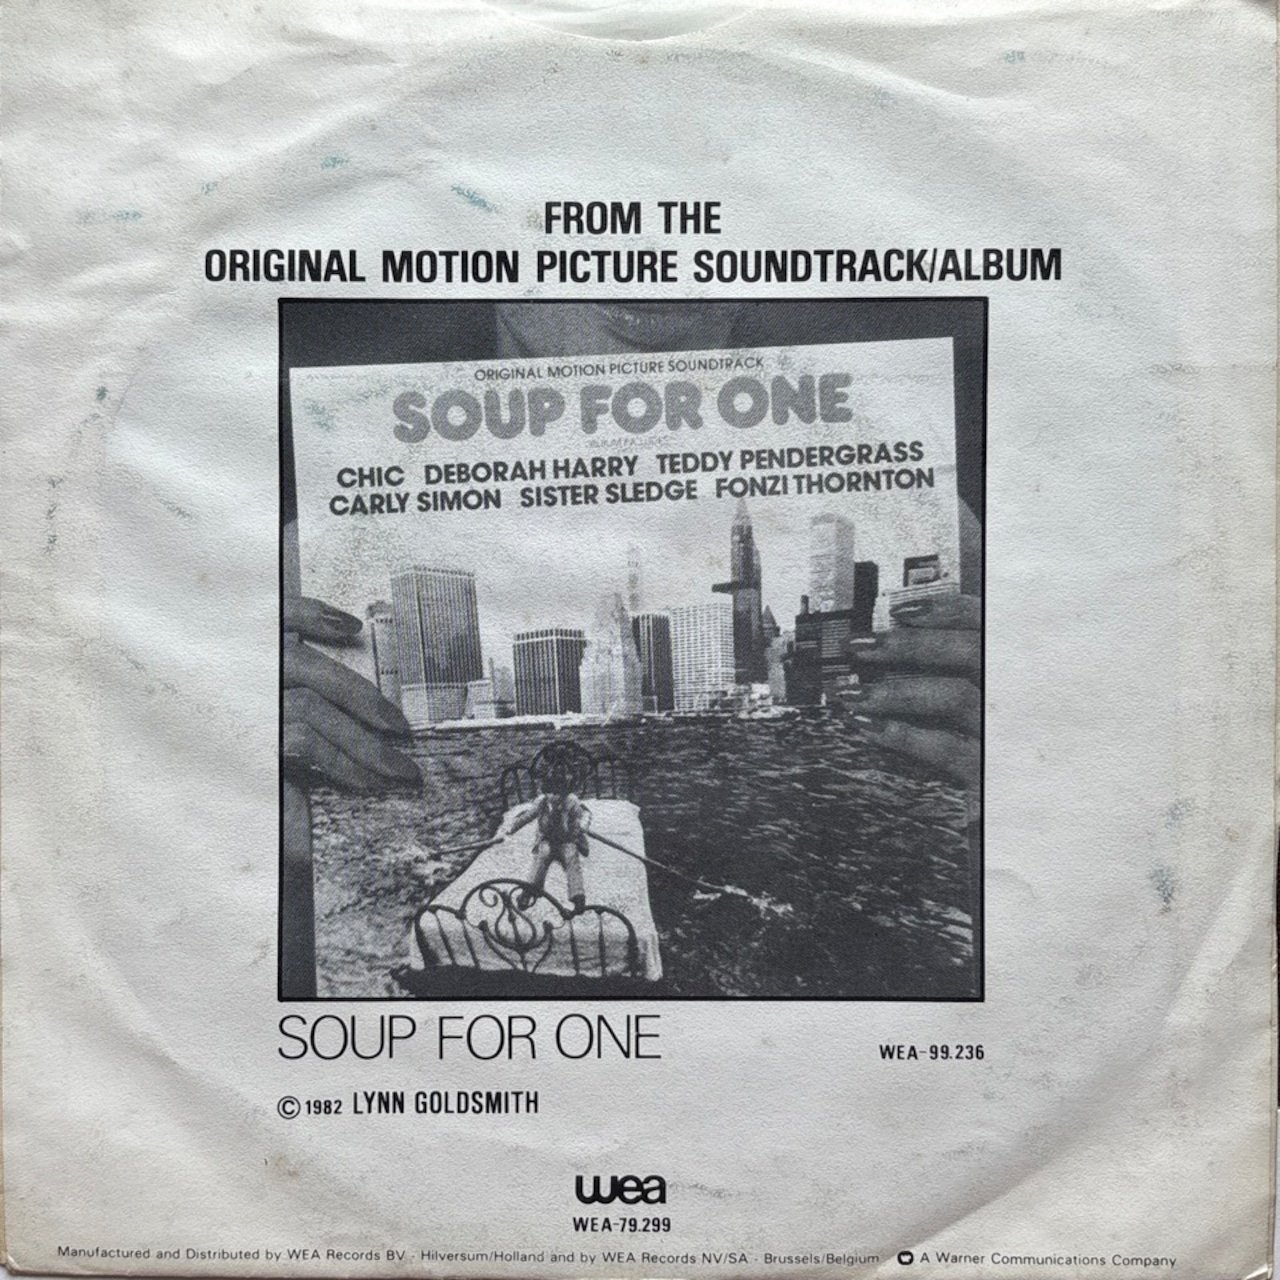 FROM THE
ORIGINAL MOTION PICTURE SOUNDTRACK/ALBUM
ORIGINAL MOTION PICTURE SOUNDTRACK
SOUP FOR ONE
CHIC DEBORAH HARRY TEDDY PENDERGRASS
CARLY SIMON SISTER SLEDGE FONZI THORNTON
SOUP FOR ONE
WEA-99.236
© 1982 LYNN GOLDSMITH
wea
WEA-79.299
Manufactured and Distributed by WEA Records BV - Hilversum/Holland and by WEA Records NV/SA - Brussels/Belgium A Warner Communications Company